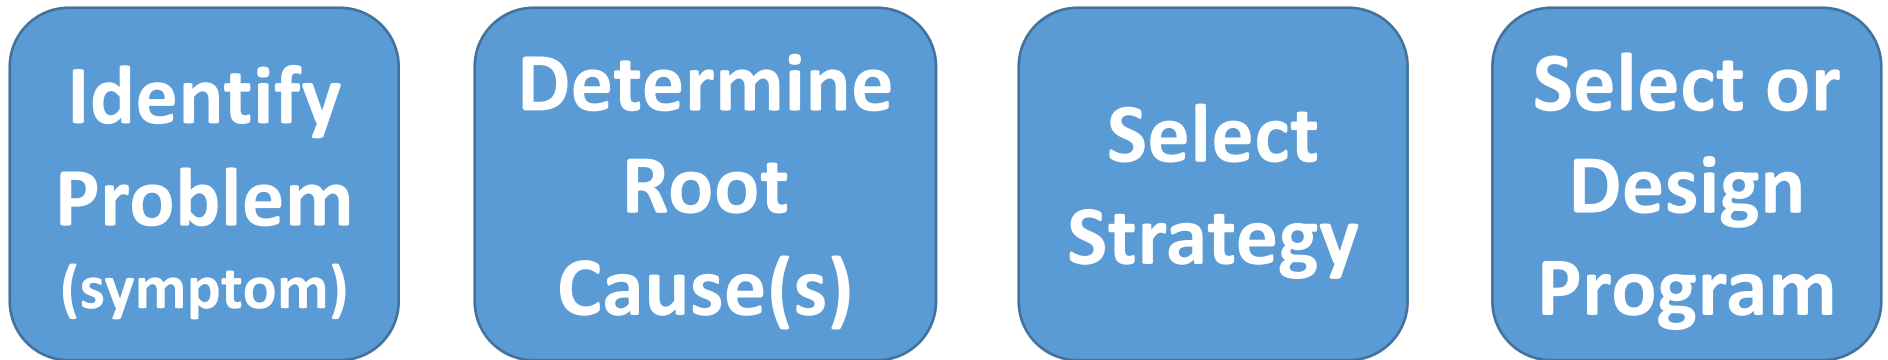 Identify
Problem
(symptom)
Determine
Root
Cause(s)
Select
Strategy
Select or
Design
Program